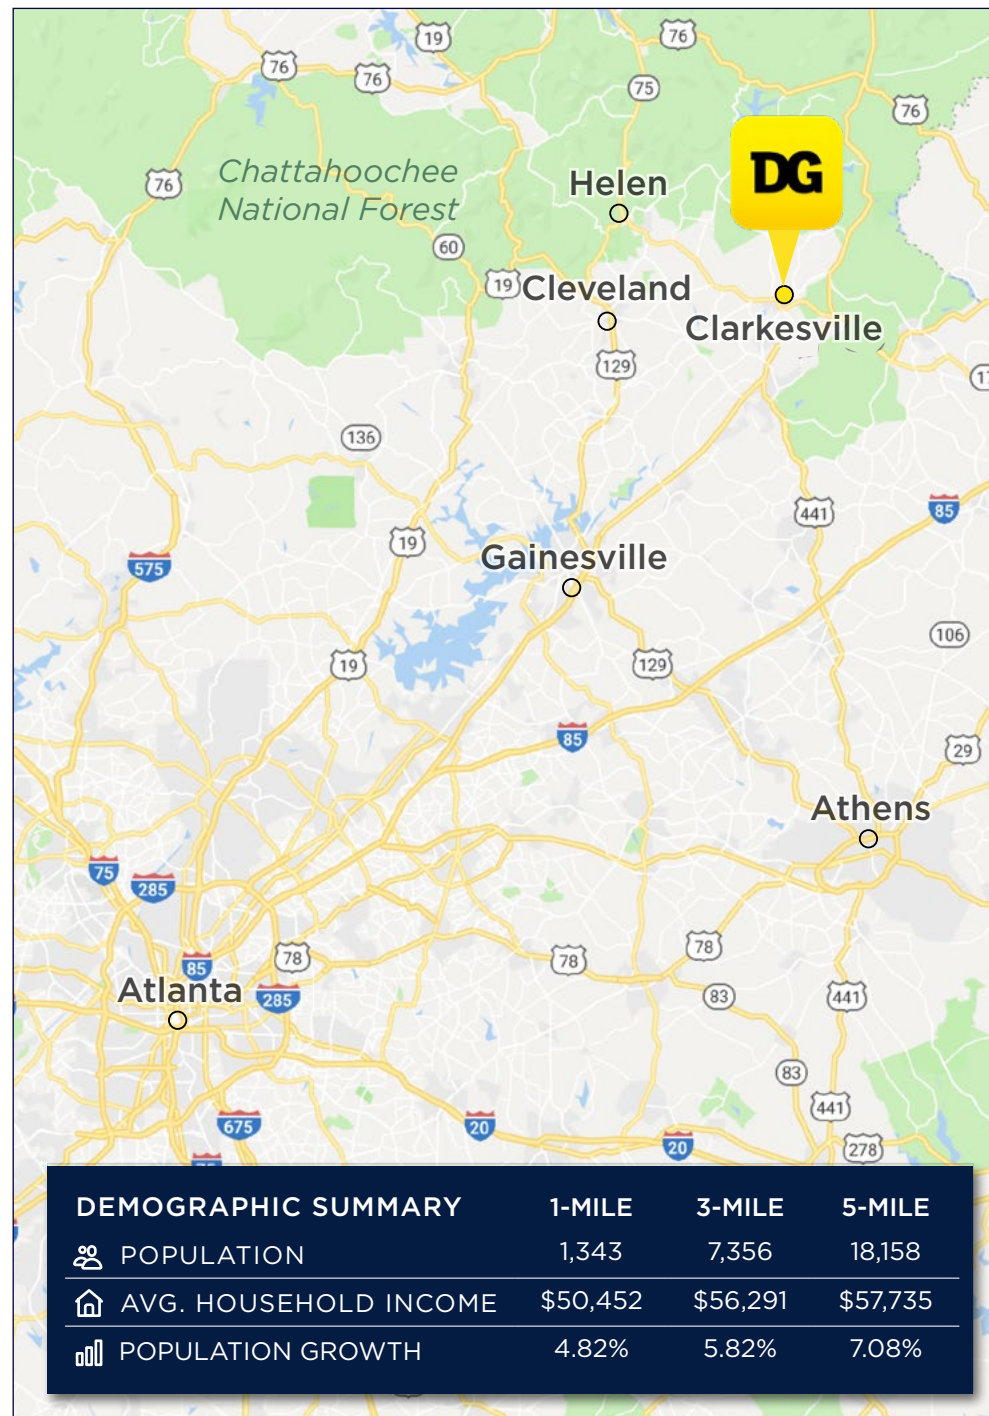 19
76
76
76
75
76
DG
76
Chattahoochee
National Forest
Helen
60
19
Cleveland
Clarkesville
129
17
136
441
85
19
Gainesville
575
106
19
129
85
29
Athens
75
285
78
78
78
85
Atlanta
285
83
441
83
441
675
20
20
278
75
DEMOGRAPHIC SUMMARY 1-MILE 3-MILE 5-MILE
POPULATION 1,343 7,356 18,158
AVG. HOUSEHOLD INCOME $50,452 $56,291 $57,735
POPULATION GROWTH 4.82% 5.82% 7.08%